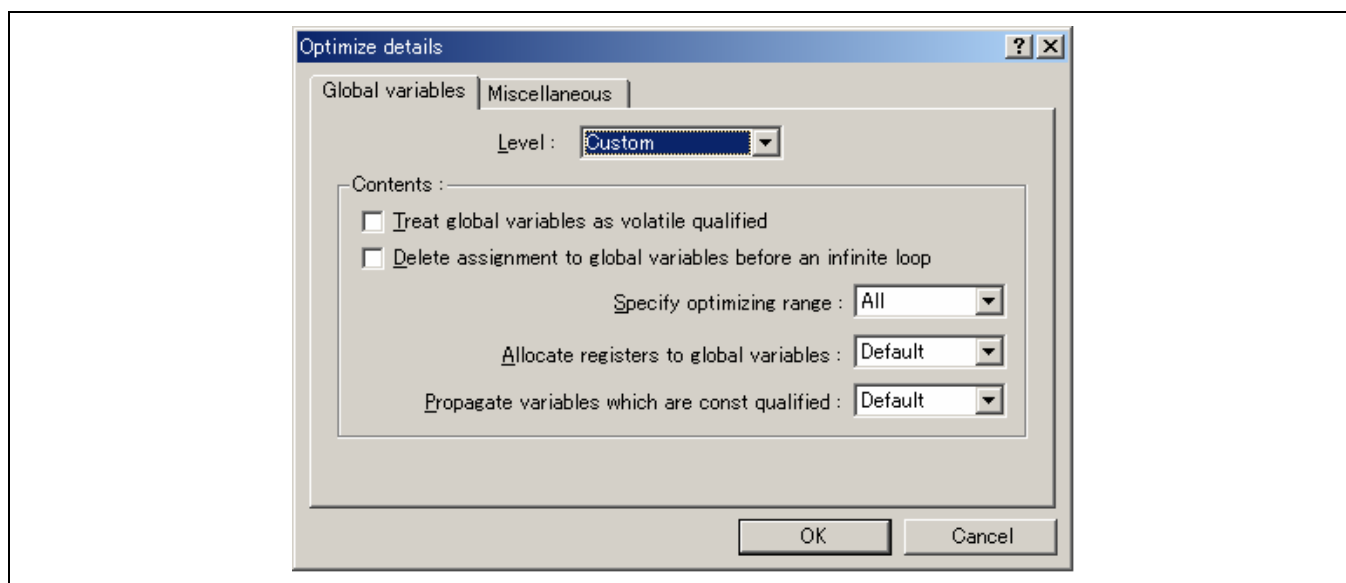 Optimize details
Global variables Miscellaneous
Level : Custom
Contents :
Treat global variables as volatile qualified
Delete assignment to global variables before an infinite loop
Specify optimizing range : All
Allocate registers to global variables : Default
Propagate variables which are const qualified : Default
OK Cancel